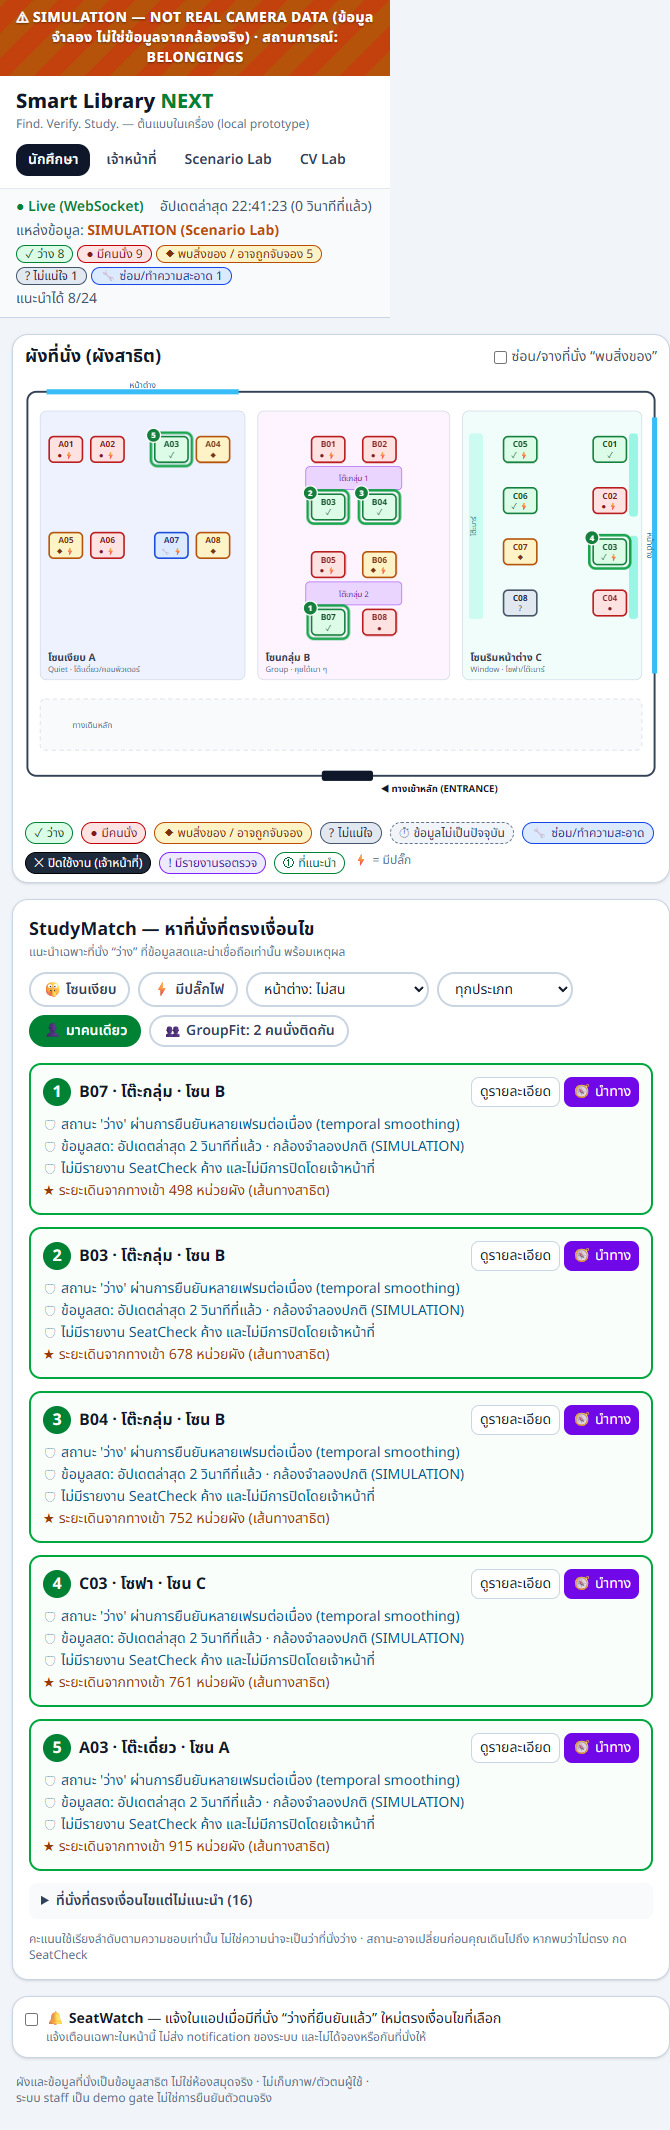 ⚠ SIMULATION — NOT REAL CAMERA DATA (ข้อมูล
จำลอง ไม่ใช่ข้อมูลจากกล้องจริง) · สถานการณ์:
BELONGINGS
Smart Library NEXT
Find. Verify. Study. — ต้นแบบในเครื่อง (local prototype)
นักศึกษา เจ้าหน้าที่ Scenario Lab CV Lab
● Live (WebSocket) อัปเดตล่าสุด 22:41:23 (0 วินาทีที่แล้ว)
แหล่งข้อมูล: SIMULATION (Scenario Lab)
✓ ว่าง 8 ● มีคนนั่ง 9 ◆ พบสิ่งของ / อาจถูกจับจอง 5
? ไม่แน่ใจ 1 🔧 ซ่อม/ทำความสะอาด 1
แนะนำได้ 8/24
ผังที่นั่ง (ผังสาธิต) ซ่อน/จางที่นั่ง “พบสิ่งของ”
หน้าต่าง
A01 A02 5 A03 A04 B01 B02 C05 C01
โต๊ะกลุ่ม 1
2 B03 3 B04 C06 C02
โต๊ะบาร์
หน้าต่าง
A05 A06 A07 A08 B05 B06 C07 4 C03
โต๊ะกลุ่ม 2
1 B07 B08 C08 ? C04
โซนเงียบ A โซนกลุ่ม B โซนริมหน้าต่าง C
Quiet · โต๊ะเดี่ยว/คอมพิวเตอร์ Group · คุยได้เบา ๆ Window · โซฟา/โต๊ะบาร์
ทางเดินหลัก
◀ ทางเข้าหลัก (ENTRANCE)
✓ ว่าง ● มีคนนั่ง ◆ พบสิ่งของ / อาจถูกจับจอง ? ไม่แน่ใจ ⏱ ข้อมูลไม่เป็นปัจจุบัน 🔧 ซ่อม/ทำความสะอาด
✕ ปิดใช้งาน (เจ้าหน้าที่) ! มีรายงานรอตรวจ ① ที่แนะนำ ⚡ = มีปลั๊ก
StudyMatch — หาที่นั่งที่ตรงเงื่อนไข
แนะนำเฉพาะที่นั่ง “ว่าง” ที่ข้อมูลสดและน่าเชื่อถือเท่านั้น พร้อมเหตุผล
🤫 โซนเงียบ ⚡ มีปลั๊กไฟ หน้าต่าง: ไม่สน ทุกประเภท
👤 มาคนเดียว 👥 GroupFit: 2 คนนั่งติดกัน
1 B07 · โต๊ะกลุ่ม · โซน B ดูรายละเอียด 🧭 นำทาง
สถานะ 'ว่าง' ผ่านการยืนยันหลายเฟรมต่อเนื่อง (temporal smoothing)
ข้อมูลสด: อัปเดตล่าสุด 2 วินาทีที่แล้ว · กล้องจำลองปกติ (SIMULATION)
ไม่มีรายงาน SeatCheck ค้าง และไม่มีการปิดโดยเจ้าหน้าที่
★ ระยะเดินจากทางเข้า 498 หน่วยผัง (เส้นทางสาธิต)
2 B03 · โต๊ะกลุ่ม · โซน B ดูรายละเอียด 🧭 นำทาง
สถานะ 'ว่าง' ผ่านการยืนยันหลายเฟรมต่อเนื่อง (temporal smoothing)
ข้อมูลสด: อัปเดตล่าสุด 2 วินาทีที่แล้ว · กล้องจำลองปกติ (SIMULATION)
ไม่มีรายงาน SeatCheck ค้าง และไม่มีการปิดโดยเจ้าหน้าที่
★ ระยะเดินจากทางเข้า 678 หน่วยผัง (เส้นทางสาธิต)
3 B04 · โต๊ะกลุ่ม · โซน B ดูรายละเอียด 🧭 นำทาง
สถานะ 'ว่าง' ผ่านการยืนยันหลายเฟรมต่อเนื่อง (temporal smoothing)
ข้อมูลสด: อัปเดตล่าสุด 2 วินาทีที่แล้ว · กล้องจำลองปกติ (SIMULATION)
ไม่มีรายงาน SeatCheck ค้าง และไม่มีการปิดโดยเจ้าหน้าที่
★ ระยะเดินจากทางเข้า 752 หน่วยผัง (เส้นทางสาธิต)
4 C03 · โซฟา · โซน C ดูรายละเอียด 🧭 นำทาง
สถานะ 'ว่าง' ผ่านการยืนยันหลายเฟรมต่อเนื่อง (temporal smoothing)
ข้อมูลสด: อัปเดตล่าสุด 2 วินาทีที่แล้ว · กล้องจำลองปกติ (SIMULATION)
ไม่มีรายงาน SeatCheck ค้าง และไม่มีการปิดโดยเจ้าหน้าที่
★ ระยะเดินจากทางเข้า 761 หน่วยผัง (เส้นทางสาธิต)
5 A03 · โต๊ะเดี่ยว · โซน A ดูรายละเอียด 🧭 นำทาง
สถานะ 'ว่าง' ผ่านการยืนยันหลายเฟรมต่อเนื่อง (temporal smoothing)
ข้อมูลสด: อัปเดตล่าสุด 2 วินาทีที่แล้ว · กล้องจำลองปกติ (SIMULATION)
ไม่มีรายงาน SeatCheck ค้าง และไม่มีการปิดโดยเจ้าหน้าที่
★ ระยะเดินจากทางเข้า 915 หน่วยผัง (เส้นทางสาธิต)
▶ ที่นั่งที่ตรงเงื่อนไขแต่ไม่แนะนำ (16)
คะแนนใช้เรียงลำดับตามความชอบเท่านั้น ไม่ใช่ความน่าจะเป็นว่าที่นั่งว่าง · สถานะอาจเปลี่ยนก่อนคุณเดินไปถึง หากพบว่าไม่ตรง กด
SeatCheck
🔔 SeatWatch — แจ้งในแอปเมื่อมีที่นั่ง “ว่างที่ยืนยันแล้ว” ใหม่ตรงเงื่อนไขที่เลือก
แจ้งเตือนเฉพาะในหน้านี้ ไม่ส่ง notification ของระบบ และไม่ได้จองหรือกันที่นั่งให้
ผังและข้อมูลที่นั่งเป็นข้อมูลสาธิต ไม่ใช่ห้องสมุดจริง · ไม่เก็บภาพ/ตัวตนผู้ใช้ ·
ระบบ staff เป็น demo gate ไม่ใช่การยืนยันตัวตนจริง